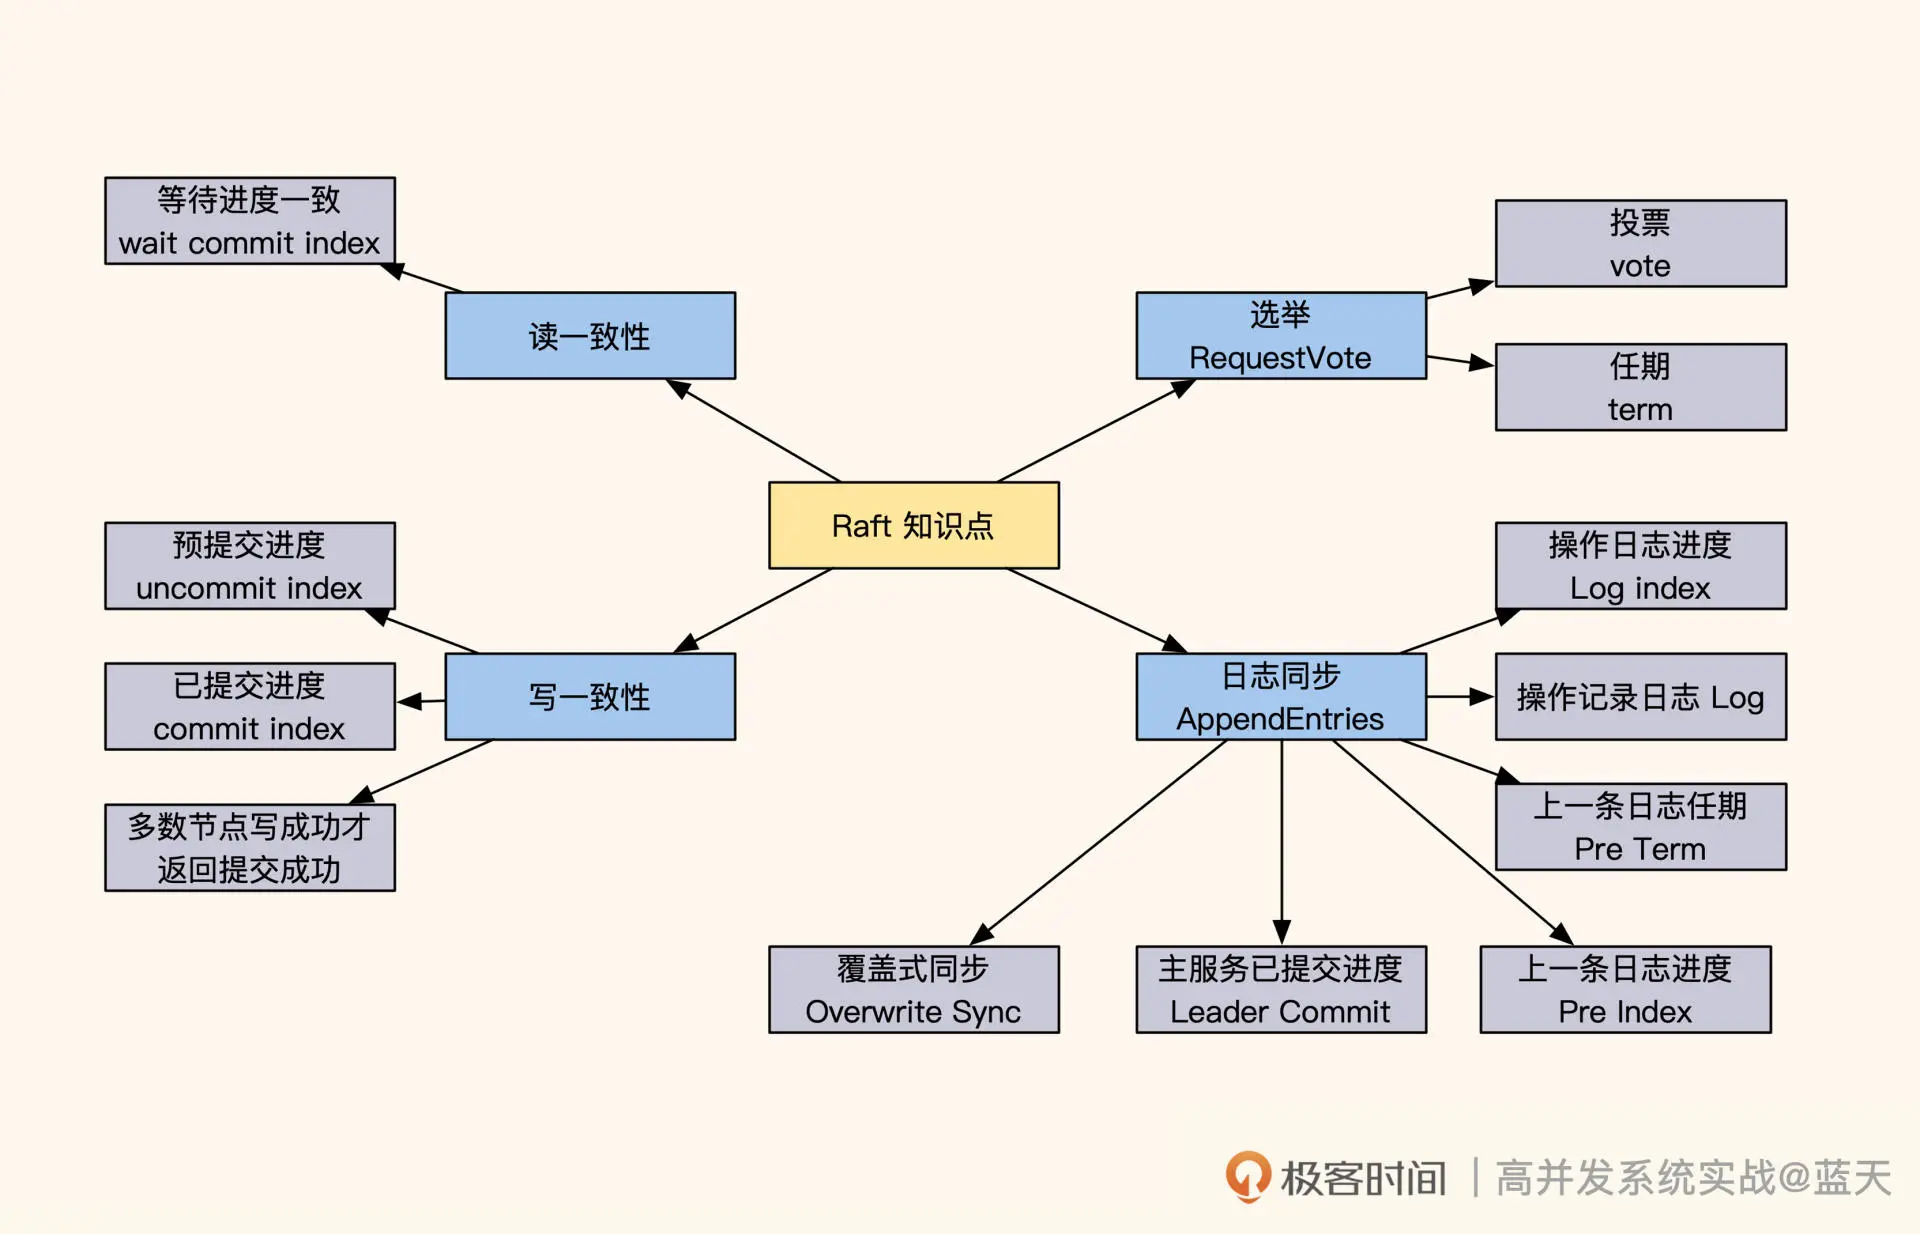 等待进度一致
wait commit index
读一致性
选举
RequestVote
投票
vote
任期
term
Raft 知识点
预提交进度
uncommit index
已提交进度
commit index
多数节点写成功才
返回提交成功
写一致性
日志同步
AppendEntries
操作日志进度
Log index
操作记录日志 Log
上一条日志任期
Pre Term
覆盖式同步
Overwrite Sync
主服务已提交进度
Leader Commit
上一条日志进度
Pre Index
极客时间 | 高并发系统实战@蓝天